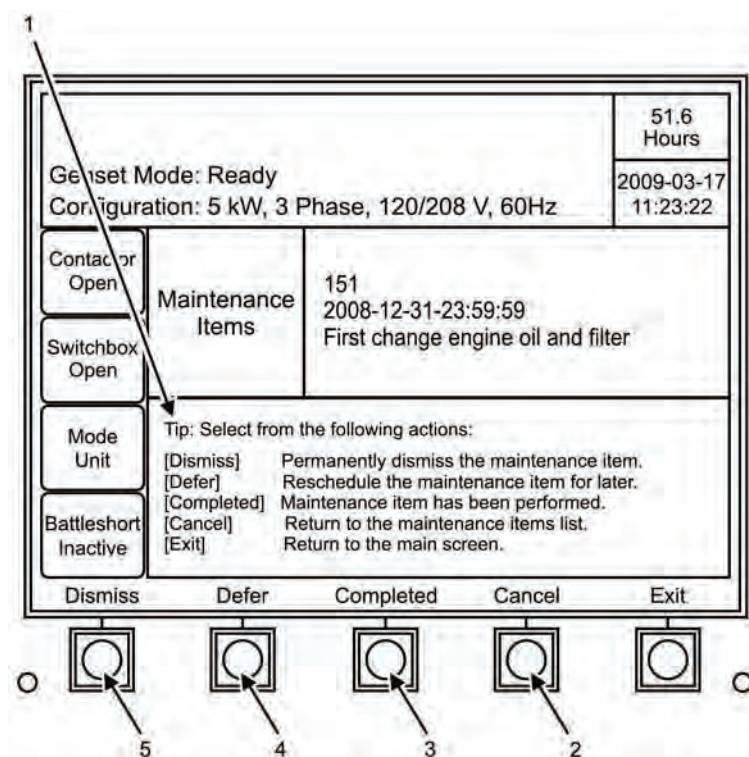 1
51.6
Hours
Genset Mode: Ready
Configuration: 5 kW, 3 Phase, 120/208 V, 60Hz
2009-03-17
11:23:22
Contactor
Open
Switchbox
Open
Mode
Unit
Battleshort
Inactive
Maintenance
Items
151
2008-12-31-23:59:59
First change engine oil and filter
Tip: Select from the following actions:
[Dismiss] Permanently dismiss the maintenance item.
[Defer] Reschedule the maintenance item for later.
[Completed] Maintenance item has been performed.
[Cancel] Return to the maintenance items list.
[Exit] Return to the main screen.
Dismiss Defer Completed Cancel Exit
5 4 3 2